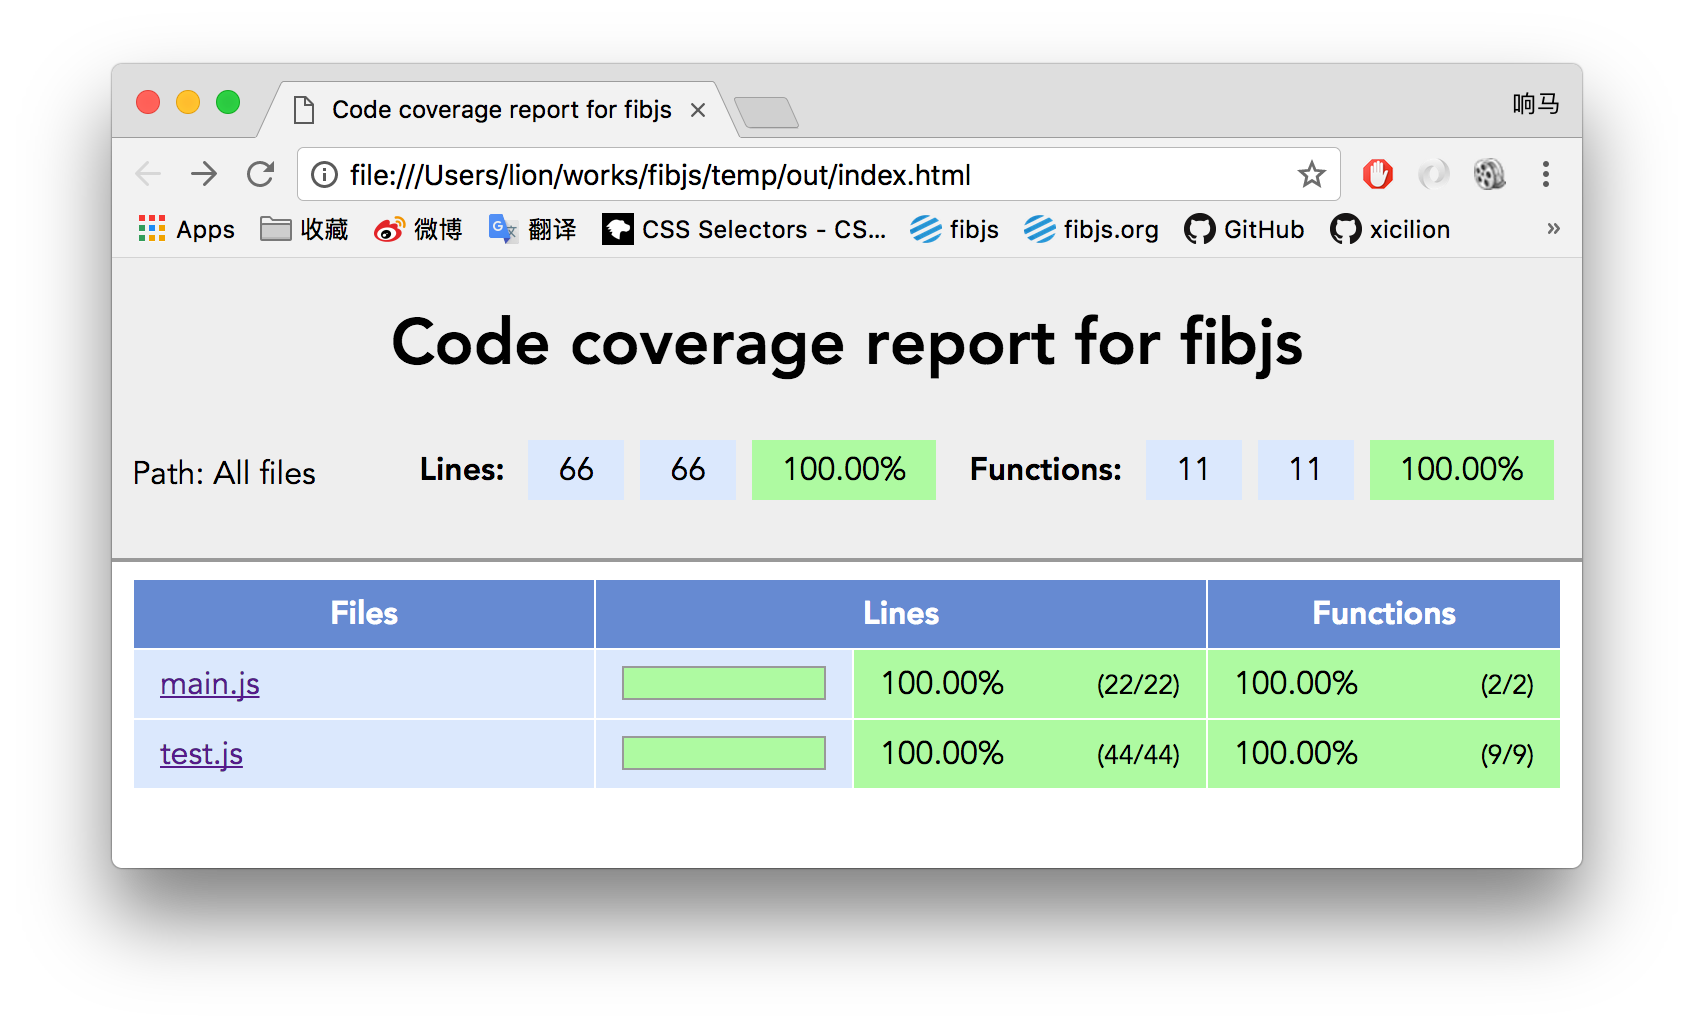 Code coverage report for fibjs
响马
file:///Users/lion/works/fibjs/temp/out/index.html
Apps 收藏 微博 翻译 CSS Selectors - CS... fibjs fibjs.org GitHub xicilion »
Code coverage report for fibjs
Path: All files Lines: 66 66 100.00% Functions: 11 11 100.00%
Files Lines Functions
main.js 100.00% (22/22) 100.00% (2/2)
test.js 100.00% (44/44) 100.00% (9/9)